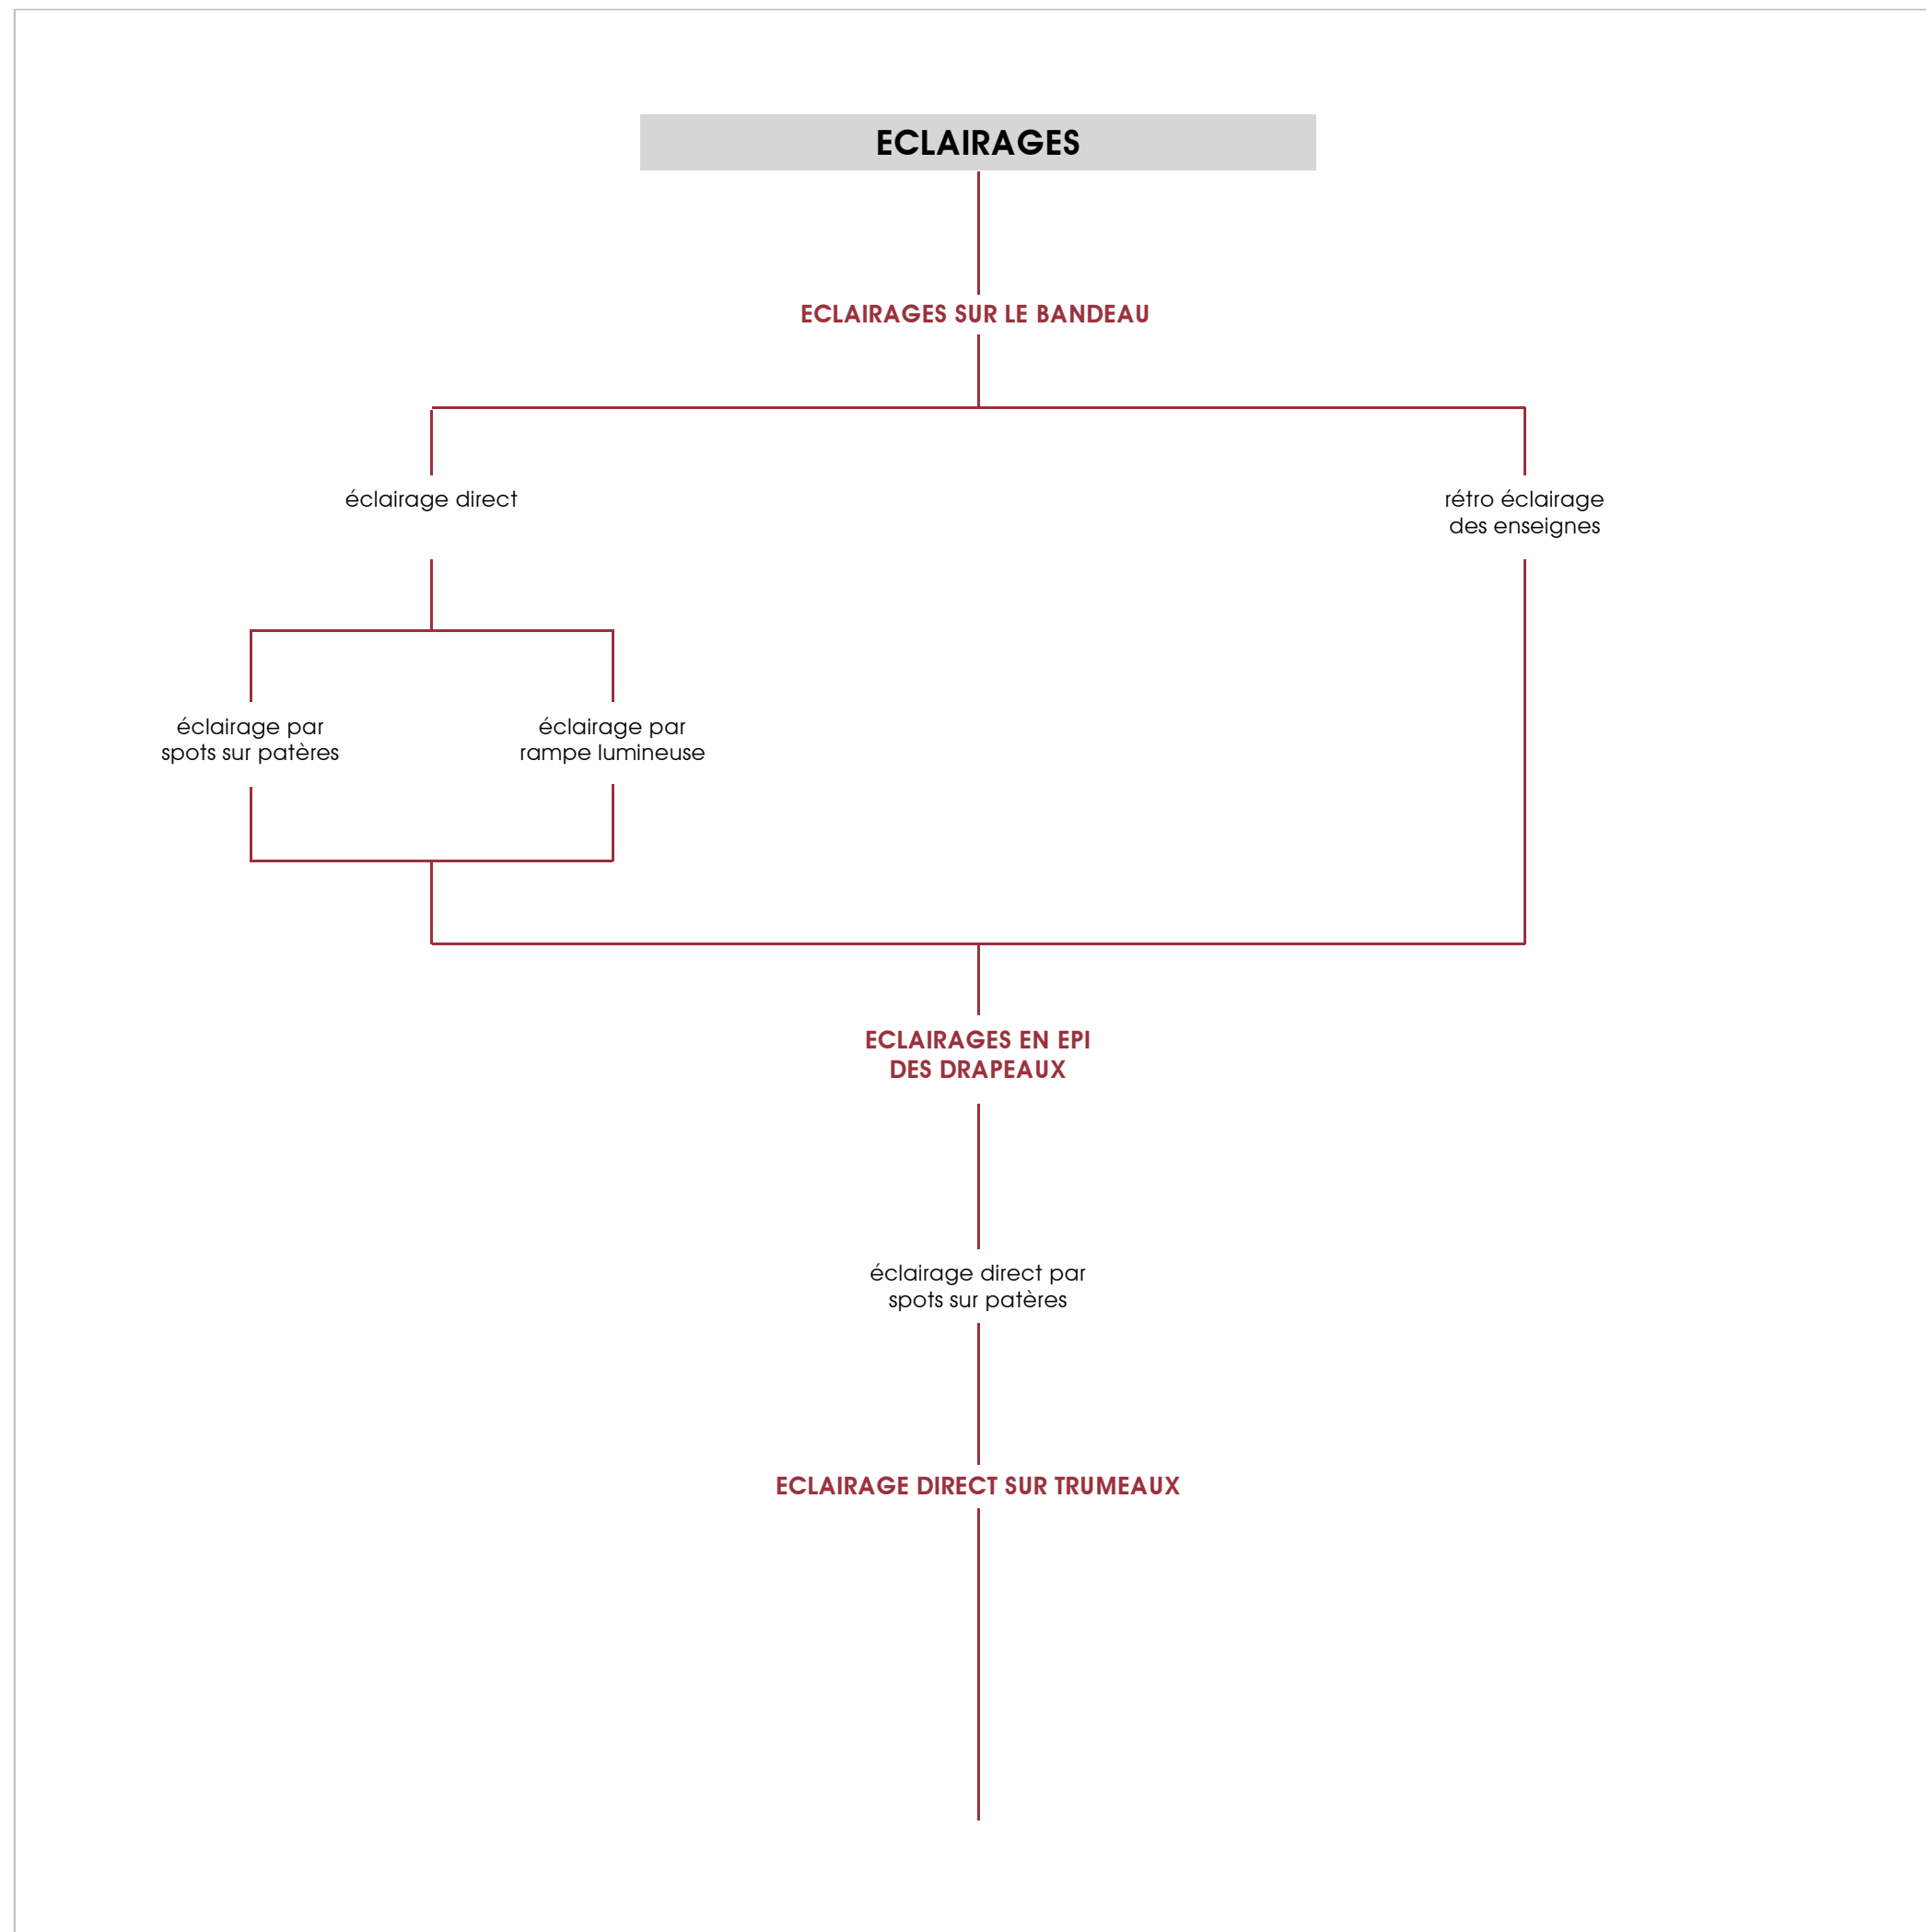 ECLAIRAGES
ECLAIRAGES SUR LE BANDEAU
éclairage direct
rétro éclairage
des enseignes
éclairage par
spots sur patères
éclairage par
rampe lumineuse
ECLAIRAGES EN EPI
DES DRAPEAUX
éclairage direct par
spots sur patères
ECLAIRAGE DIRECT SUR TRUMEAUX